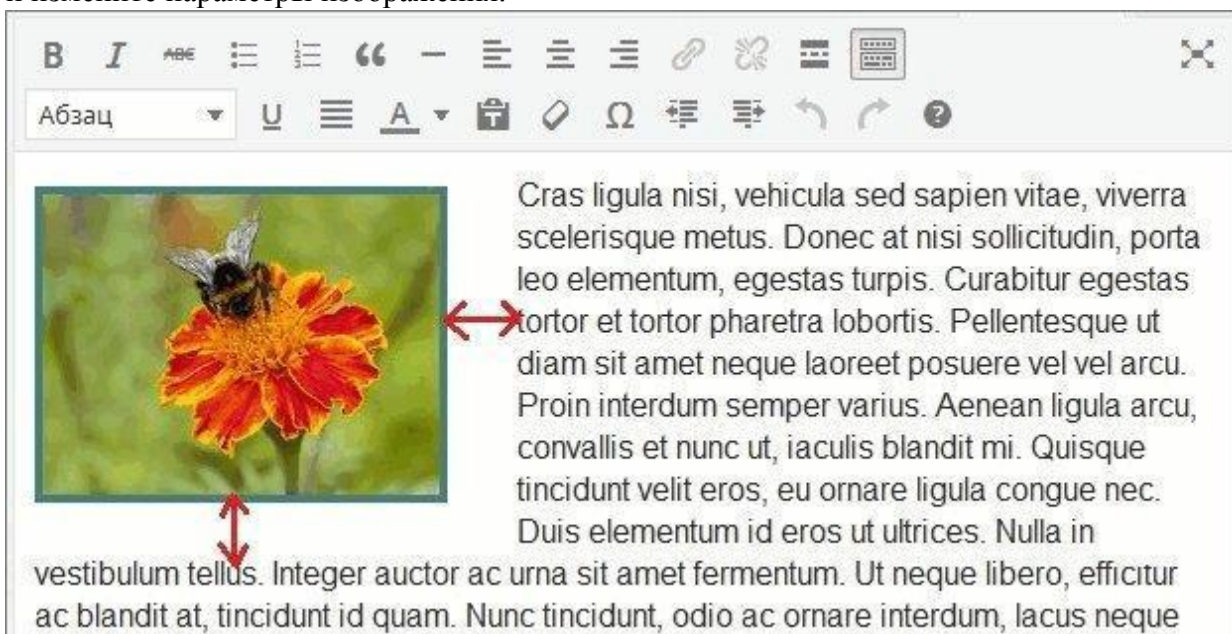 B I ABE
Абзац U A T Ω ?
Cras ligula nisi, vehicula sed sapien vitae, viverra
scelerisque metus. Donec at nisi sollicitudin, porta
leo elementum, egestas turpis. Curabitur egestas
tortor et tortor pharetra lobortis. Pellentesque ut
diam sit amet neque laoreet posuere vel vel arcu.
Proin interdum semper varius. Aenean ligula arcu,
convallis et nunc ut, iaculis blandit mi. Quisque
tincidunt velit eros, eu ornare ligula congue nec.
Duis elementum id eros ut ultrices. Nulla in
vestibulum tellus. Integer auctor ac urna sit amet fermentum. Ut neque libero, efficitur
ac blandit at, tincidunt id quam. Nunc tincidunt, odio ac ornare interdum, lacus neque